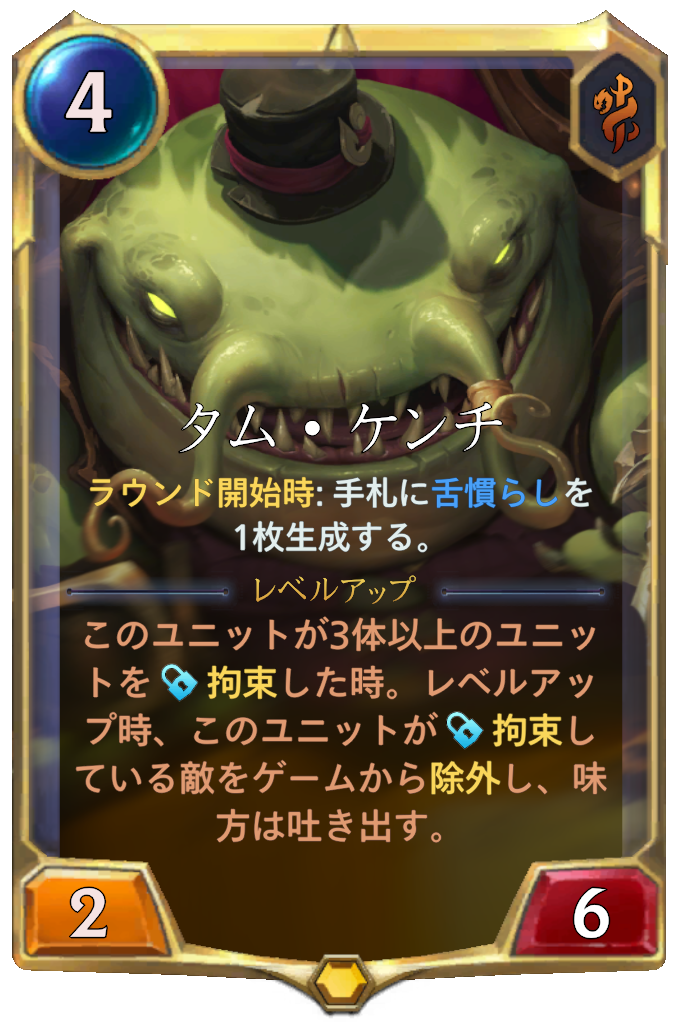 4
タム・ケンチ
ラウンド開始時: 手札に舌慣らしを
1枚生成する。
レベルアップ
このユニットが3体以上のユニッ
トを 拘束した時。レベルアッ
プ時、このユニットが 拘束し
ている敵をゲームから除外し、味
方は吐き出す。
2
6